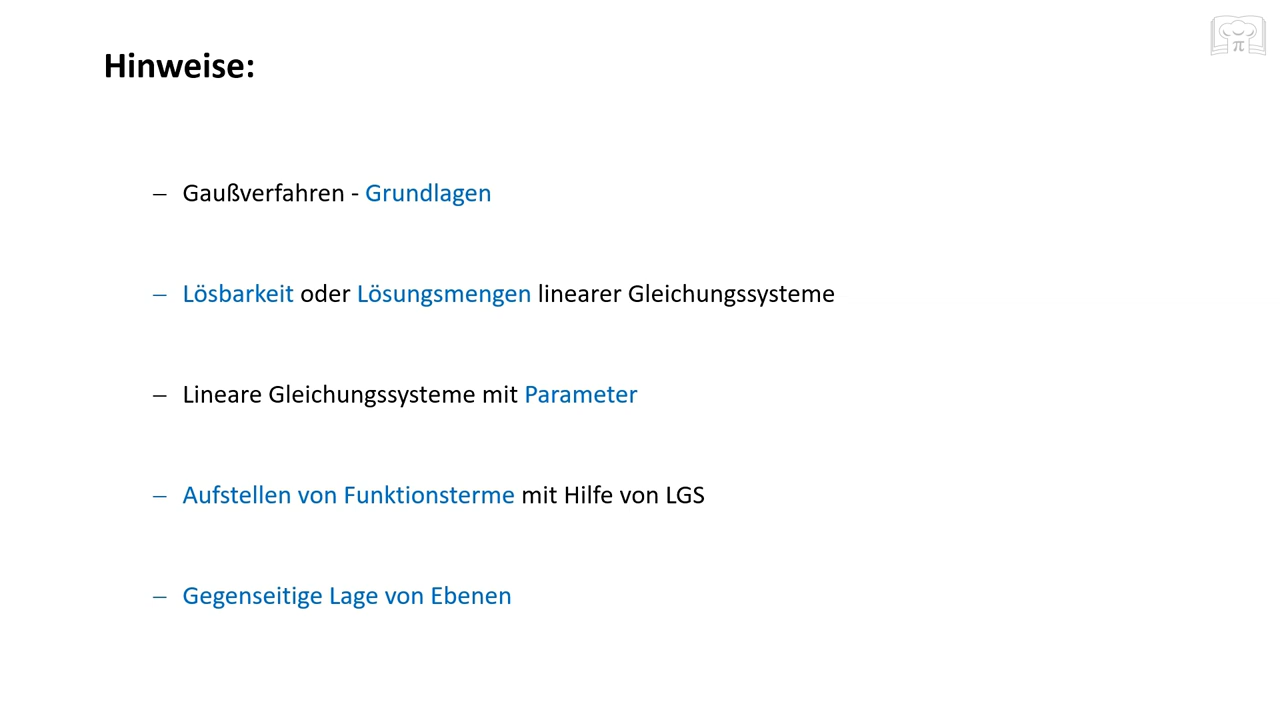 Hinweise:
– Gaußverfahren - Grundlagen
– Lösbarkeit oder Lösungsmengen linearer Gleichungssysteme
– Lineare Gleichungssysteme mit Parameter
– Aufstellen von Funktionsterme mit Hilfe von LGS
– Gegenseitige Lage von Ebenen
π